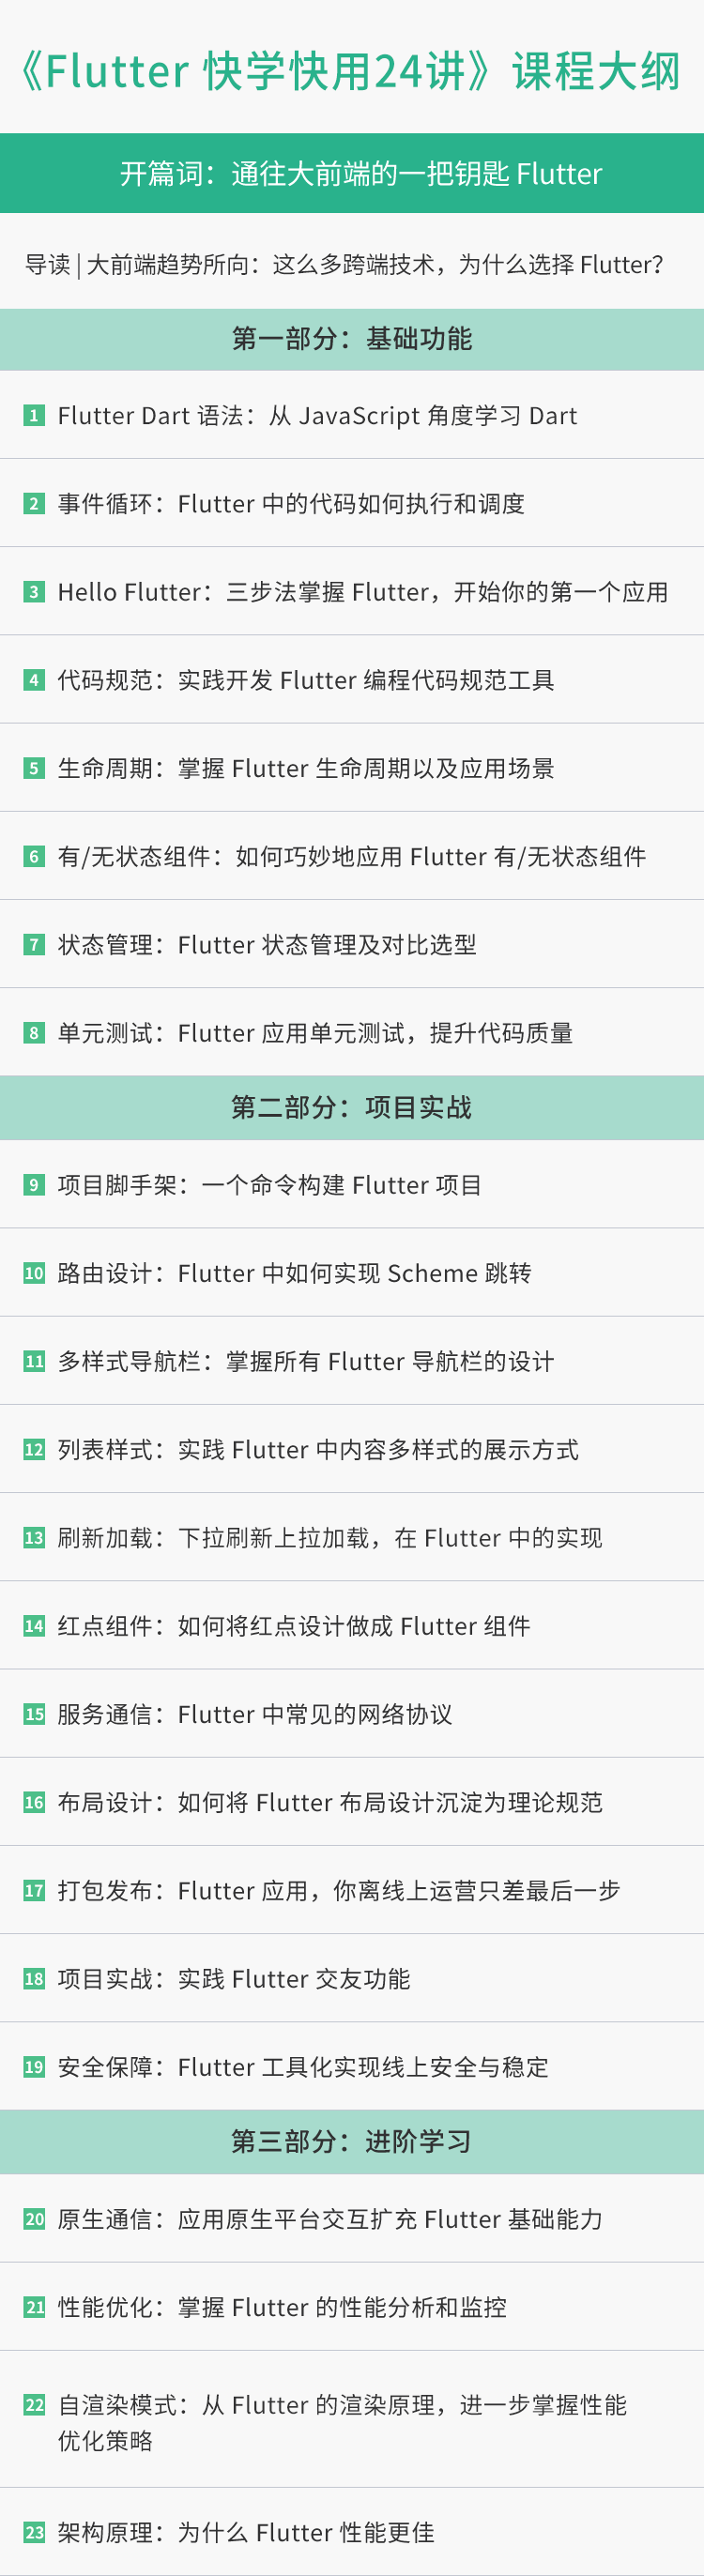 《Flutter 快学快用24讲》课程大纲
开篇词：通往大前端的一把钥匙 Flutter
导读 | 大前端趋势所向：这么多跨端技术，为什么选择 Flutter？
第一部分：基础功能
1 Flutter Dart 语法：从 JavaScript 角度学习 Dart
2 事件循环：Flutter 中的代码如何执行和调度
3 Hello Flutter：三步法掌握 Flutter，开始你的第一个应用
4 代码规范：实践开发 Flutter 编程代码规范工具
5 生命周期：掌握 Flutter 生命周期以及应用场景
6 有/无状态组件：如何巧妙地应用 Flutter 有/无状态组件
7 状态管理：Flutter 状态管理及对比选型
8 单元测试：Flutter 应用单元测试，提升代码质量
第二部分：项目实战
9 项目脚手架：一个命令构建 Flutter 项目
10 路由设计：Flutter 中如何实现 Scheme 跳转
11 多样式导航栏：掌握所有 Flutter 导航栏的设计
12 列表样式：实践 Flutter 中内容多样式的展示方式
13 刷新加载：下拉刷新上拉加载，在 Flutter 中的实现
14 红点组件：如何将红点设计做成 Flutter 组件
15 服务通信：Flutter 中常见的网络协议
16 布局设计：如何将 Flutter 布局设计沉淀为理论规范
17 打包发布：Flutter 应用，你离线上运营只差最后一步
18 项目实战：实践 Flutter 交友功能
19 安全保障：Flutter 工具化实现线上安全与稳定
第三部分：进阶学习
20 原生通信：应用原生平台交互扩充 Flutter 基础能力
21 性能优化：掌握 Flutter 的性能分析和监控
22 自渲染模式：从 Flutter 的渲染原理，进一步掌握性能
优化策略
23 架构原理：为什么 Flutter 性能更佳